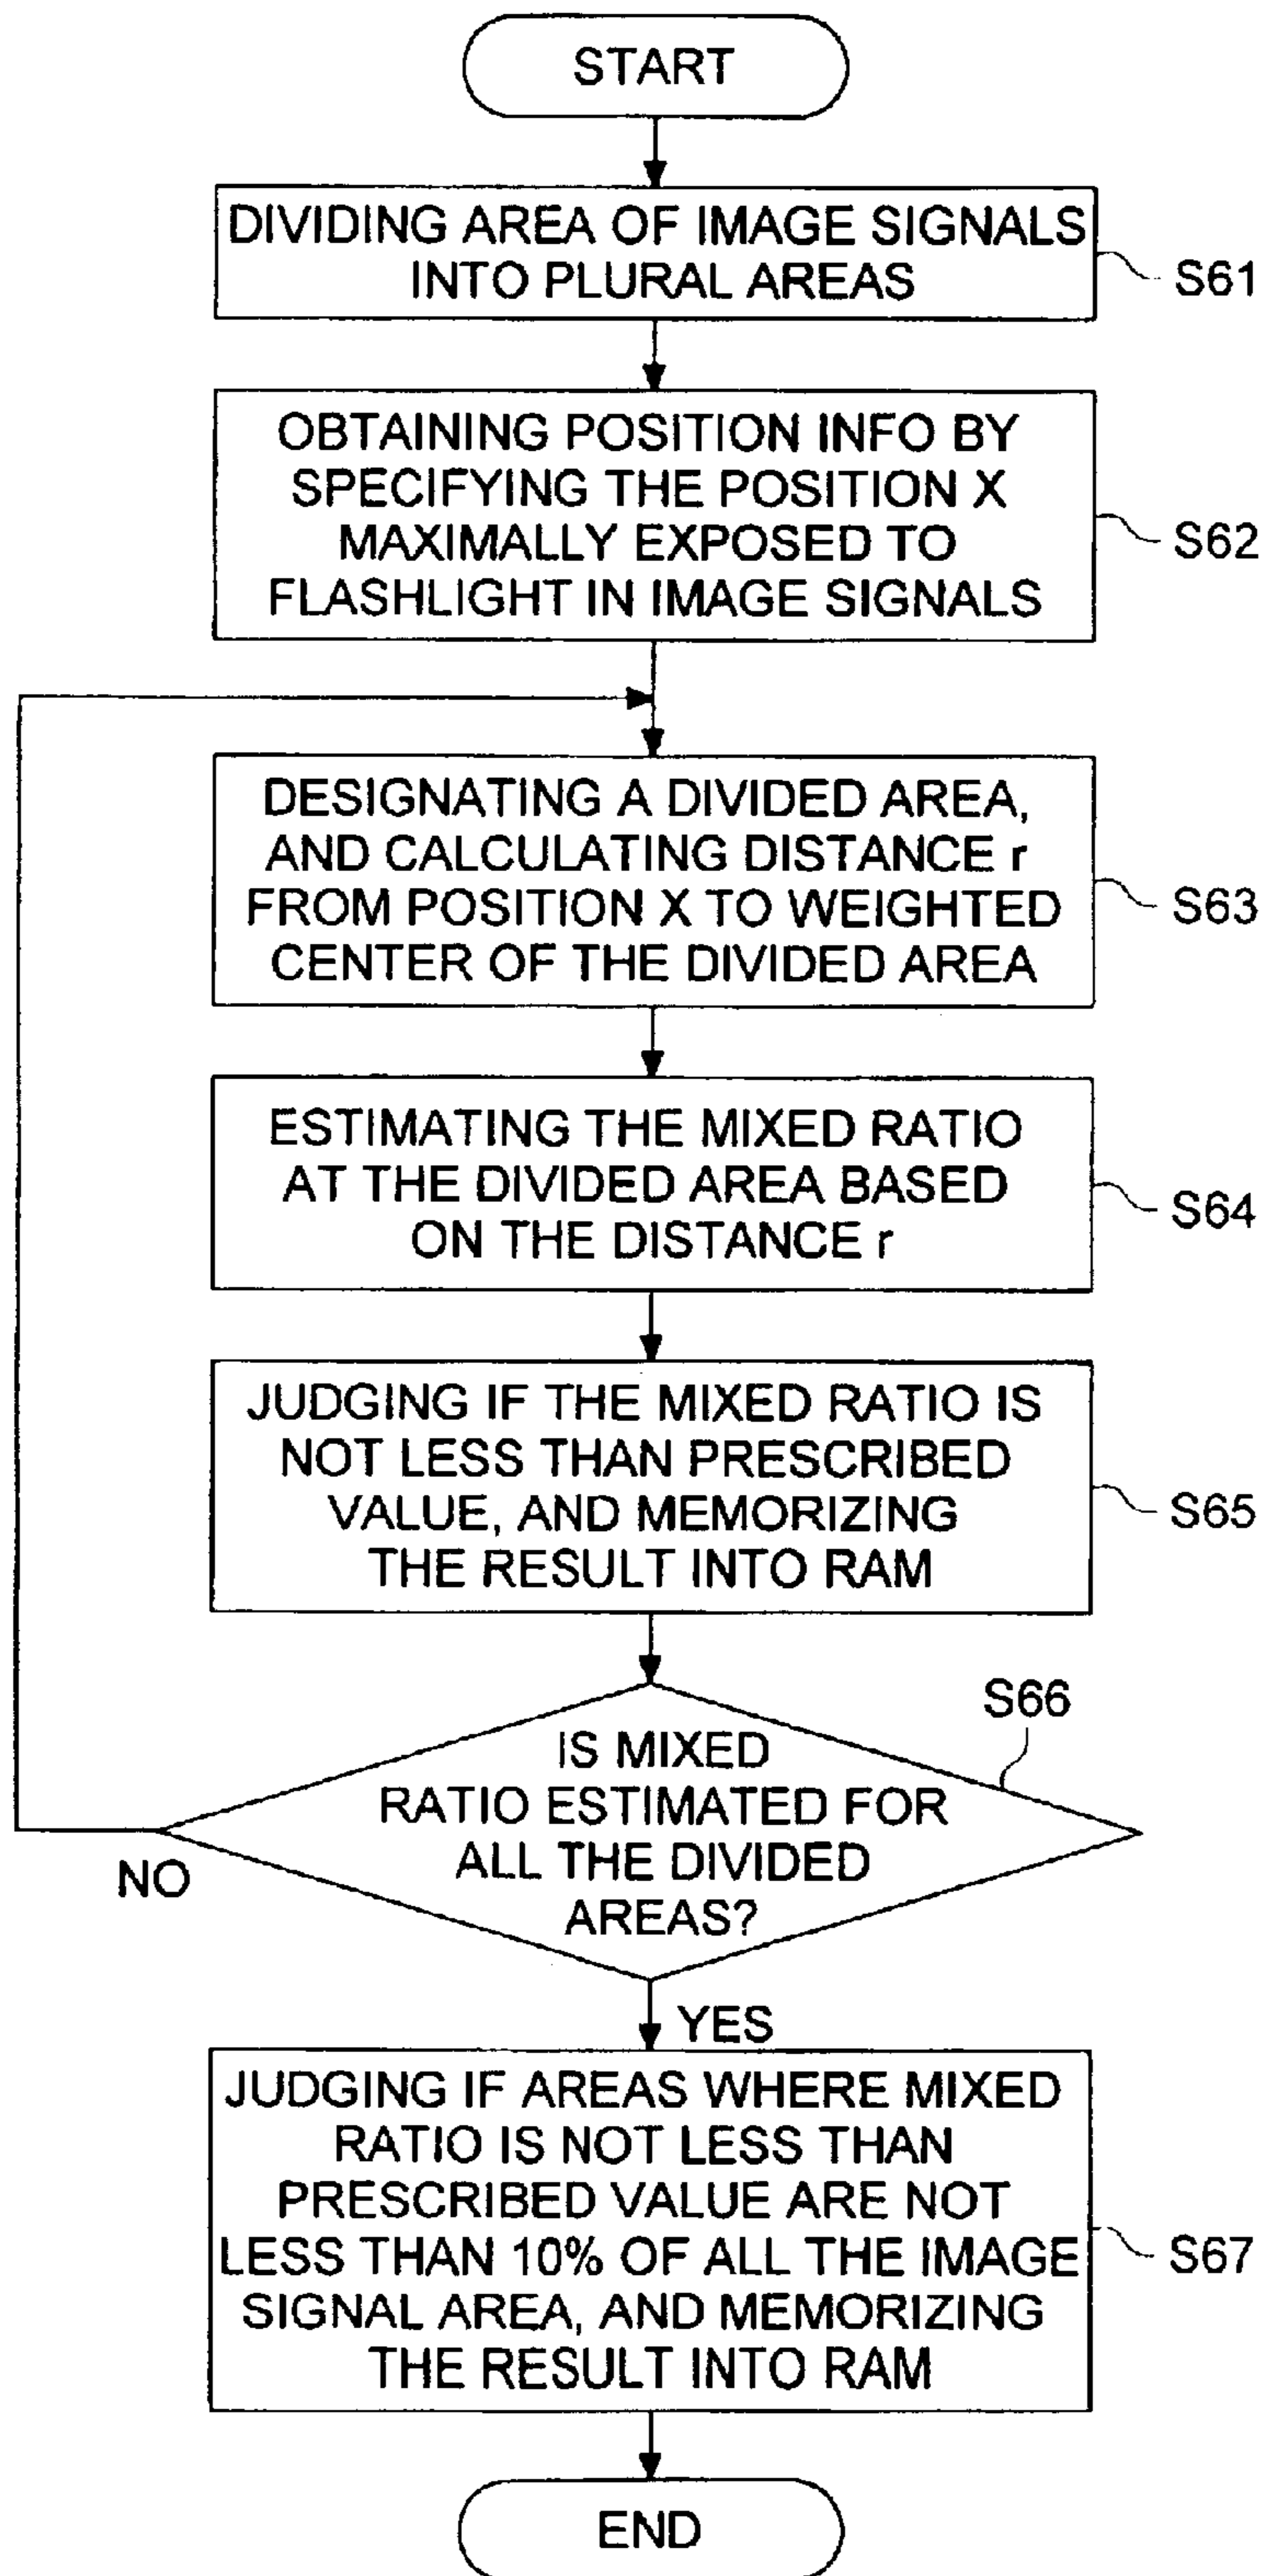 START
DIVIDING AREA OF IMAGE SIGNALS
INTO PLURAL AREAS
S61
OBTAINING POSITION INFO BY
SPECIFYING THE POSITION X
MAXIMALLY EXPOSED TO
FLASHLIGHT IN IMAGE SIGNALS
S62
DESIGNATING A DIVIDED AREA,
AND CALCULATING DISTANCE r
FROM POSITION X TO WEIGHTED
CENTER OF THE DIVIDED AREA
S63
ESTIMATING THE MIXED RATIO
AT THE DIVIDED AREA BASED
ON THE DISTANCE r
S64
JUDGING IF THE MIXED RATIO IS
NOT LESS THAN PRESCRIBED
VALUE, AND MEMORIZING
THE RESULT INTO RAM
S65
S66
IS MIXED
RATIO ESTIMATED FOR
ALL THE DIVIDED
AREAS?
NO
YES
JUDGING IF AREAS WHERE MIXED
RATIO IS NOT LESS THAN
PRESCRIBED VALUE ARE NOT
LESS THAN 10% OF ALL THE IMAGE
SIGNAL AREA, AND MEMORIZING
THE RESULT INTO RAM
S67
END